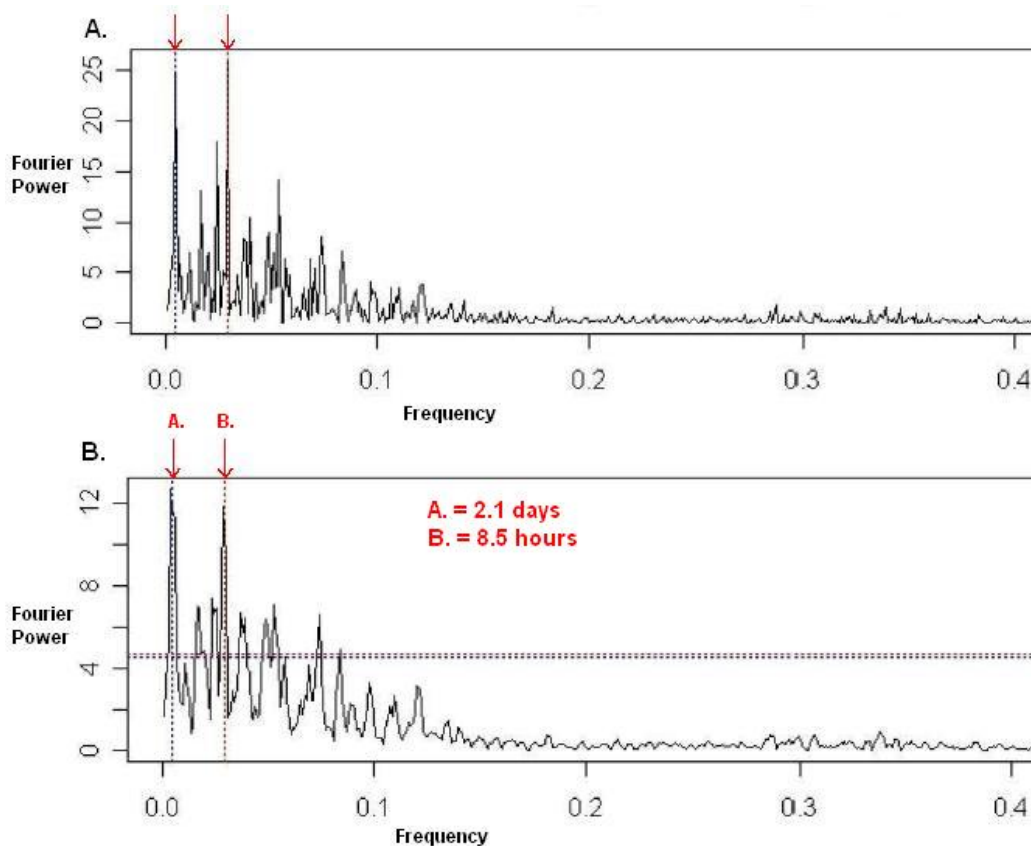 A.
25
20
15
10
5
0
Fourier
Power
0.0 0.1 0.2 0.3 0.4
Frequency
A. B.
B.
12
8
4
0
Fourier
Power
A. = 2.1 days
B. = 8.5 hours
0.0 0.1 0.2 0.3 0.4
Frequency